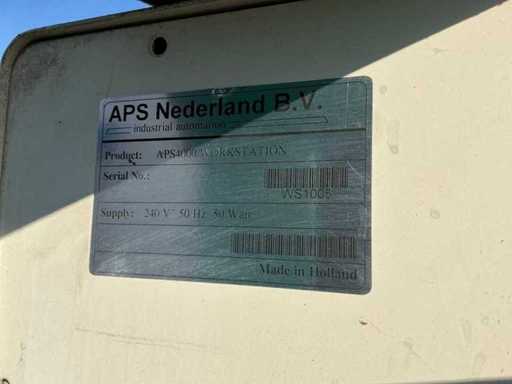 APS Nederland B.V.
industrial automation
Product: APS4000 WORKSTATION
Serial No.:
WS1005
Supply: 240 V~ 50 Hz 50 Watt
Made in Holland